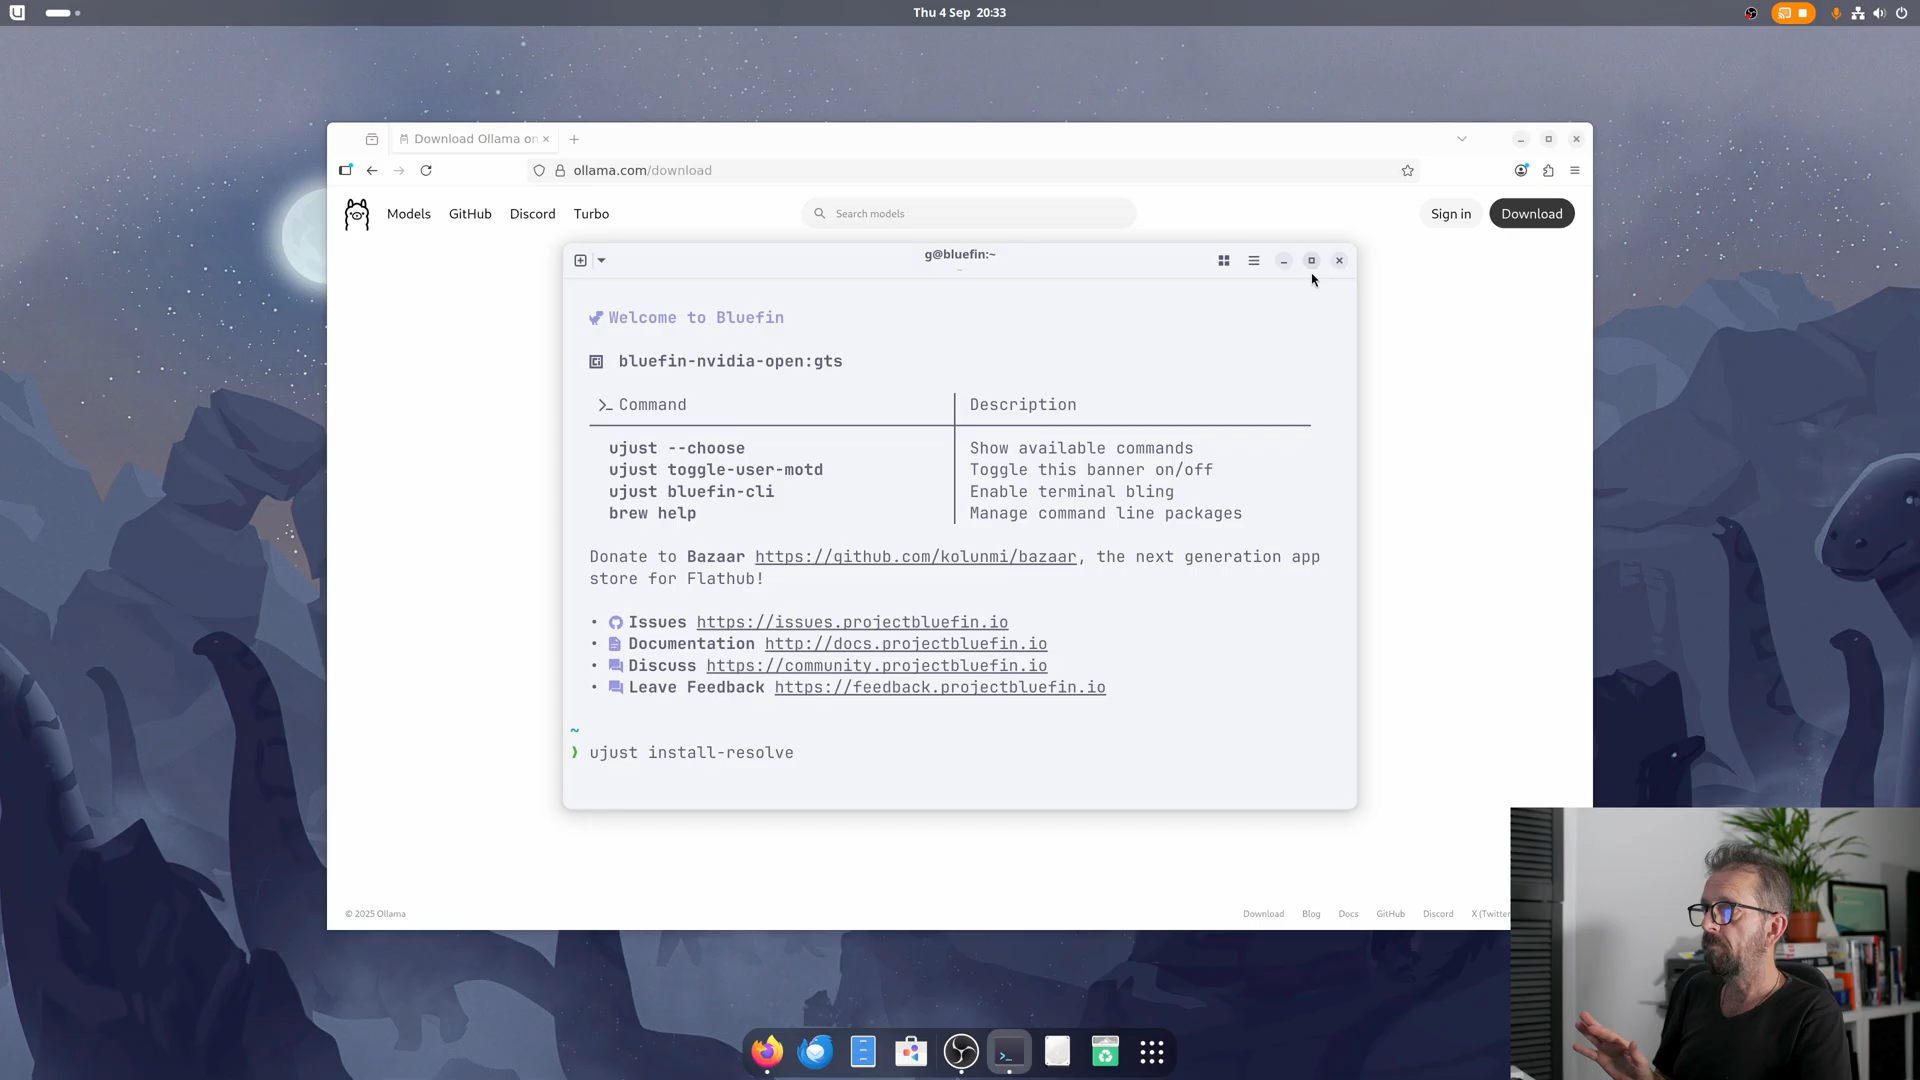 Thu 4 Sep 20:33
Download Ollama on
ollama.com/download
Models GitHub Discord Turbo
Search models
Sign in Download
g@bluefin:~
Welcome to Bluefin
bluefin-nvidia-open:gts
Command Description
ujust --choose Show available commands
ujust toggle-user-motd Toggle this banner on/off
ujust bluefin-cli Enable terminal bling
brew help Manage command line packages
Donate to Bazaar https://github.com/kolunmi/bazaar, the next generation app
store for Flathub!
• Issues https://issues.projectbluefin.io
• Documentation http://docs.projectbluefin.io
• Discuss https://community.projectbluefin.io
• Leave Feedback https://feedback.projectbluefin.io
~
❯ ujust install-resolve
© 2025 Ollama Download Blog Docs GitHub Discord X (Twitter